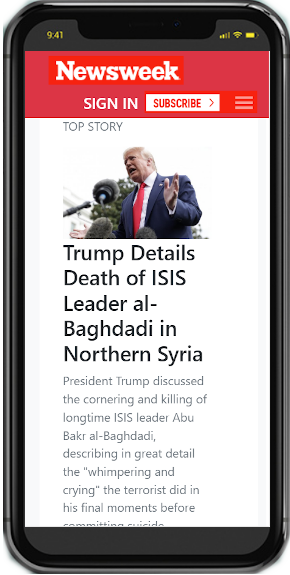 9:41
Newsweek
SIGN IN SUBSCRIBE
TOP STORY
Trump Details
Death of ISIS
Leader al-
Baghdadi in
Northern Syria
President Trump discussed
the cornering and killing of
longtime ISIS leader Abu
Bakr al-Baghdadi,
describing in great detail
the "whimpering and
crying" the terrorist did in
his final moments before
committing suicide